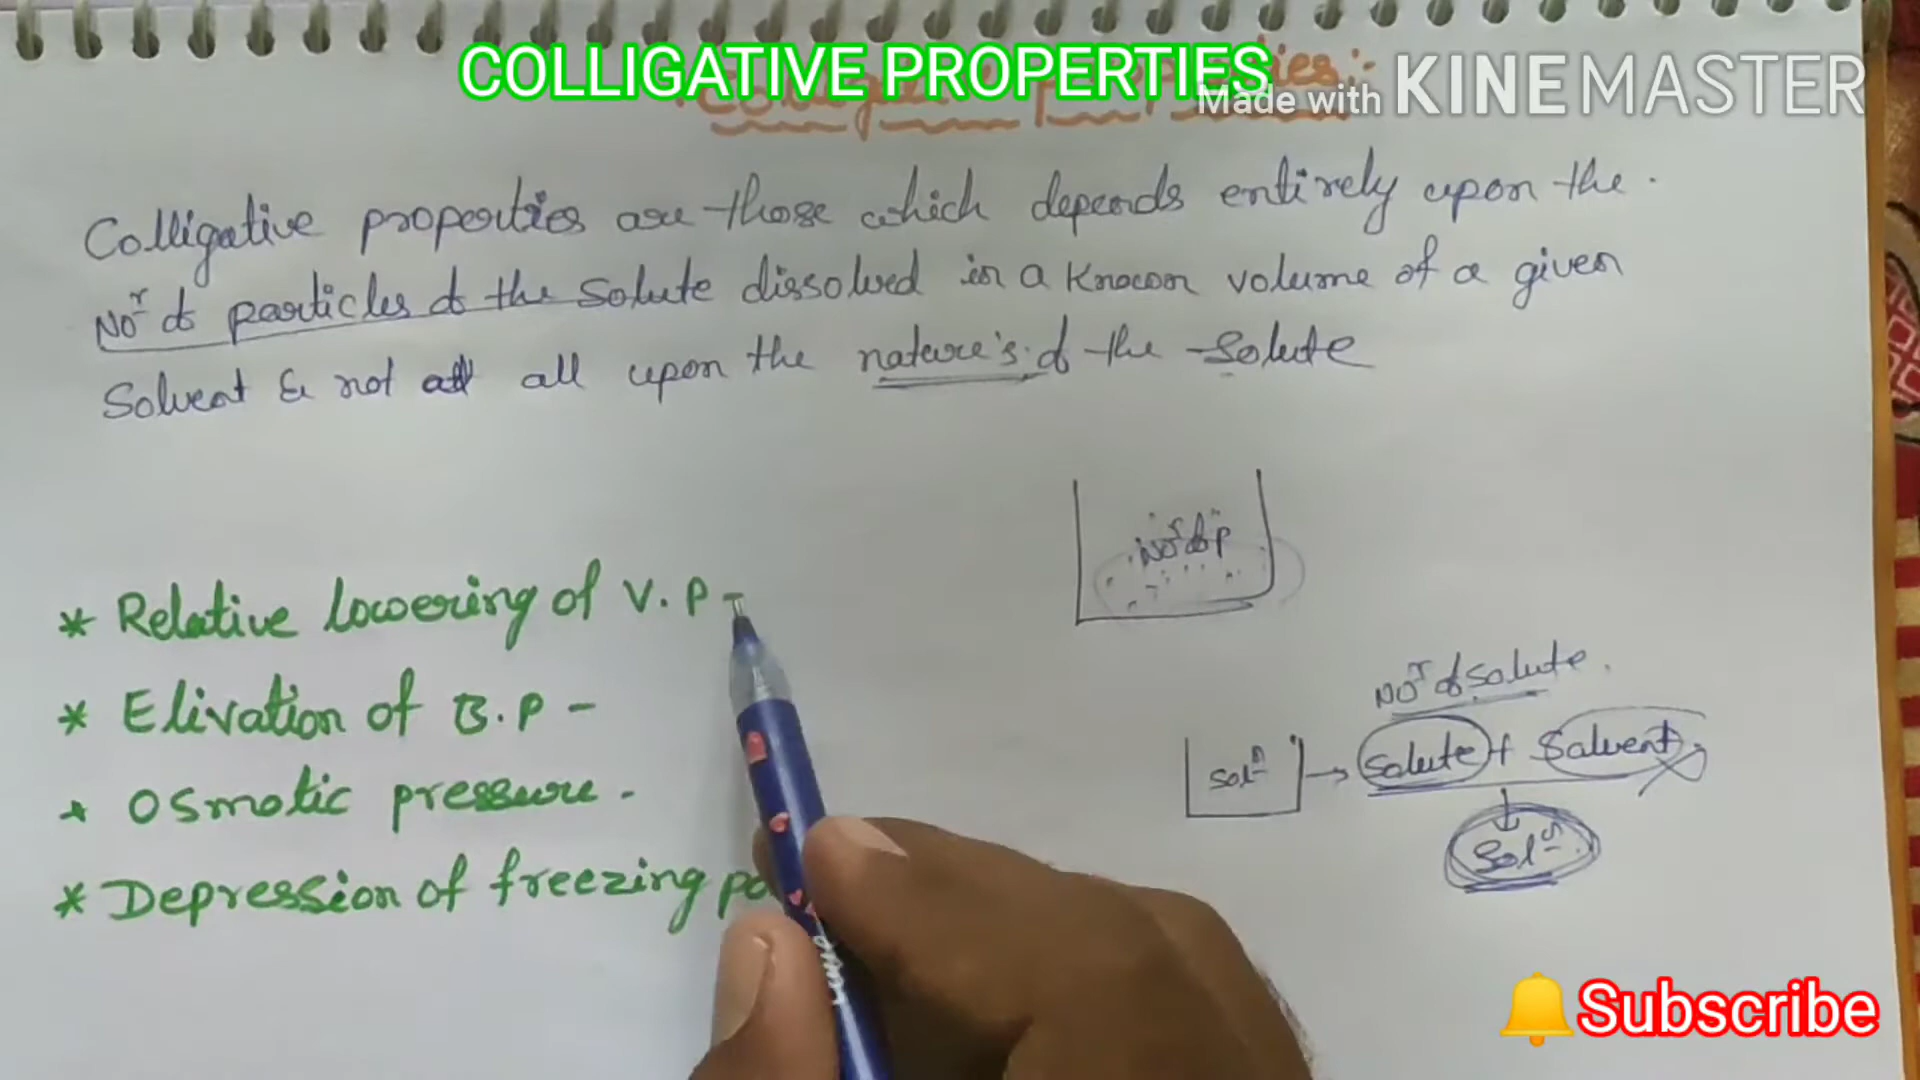 COLLIGATIVE PROPERTIES
Made with KINEMASTER
Colligative properties are those which depends entirely upon the
No^r of particles of the Solute dissolved in a Known volume of a given
Solvent & not all upon the nature's of the Solute
No^r of P
* Relative lowering of V.P -
* Elivation of B.P -
* Osmotic pressure -
* Depression of freezing po
No^r of Solute.
Sol^n → Solute + Solvent
Sol^n
Subscribe